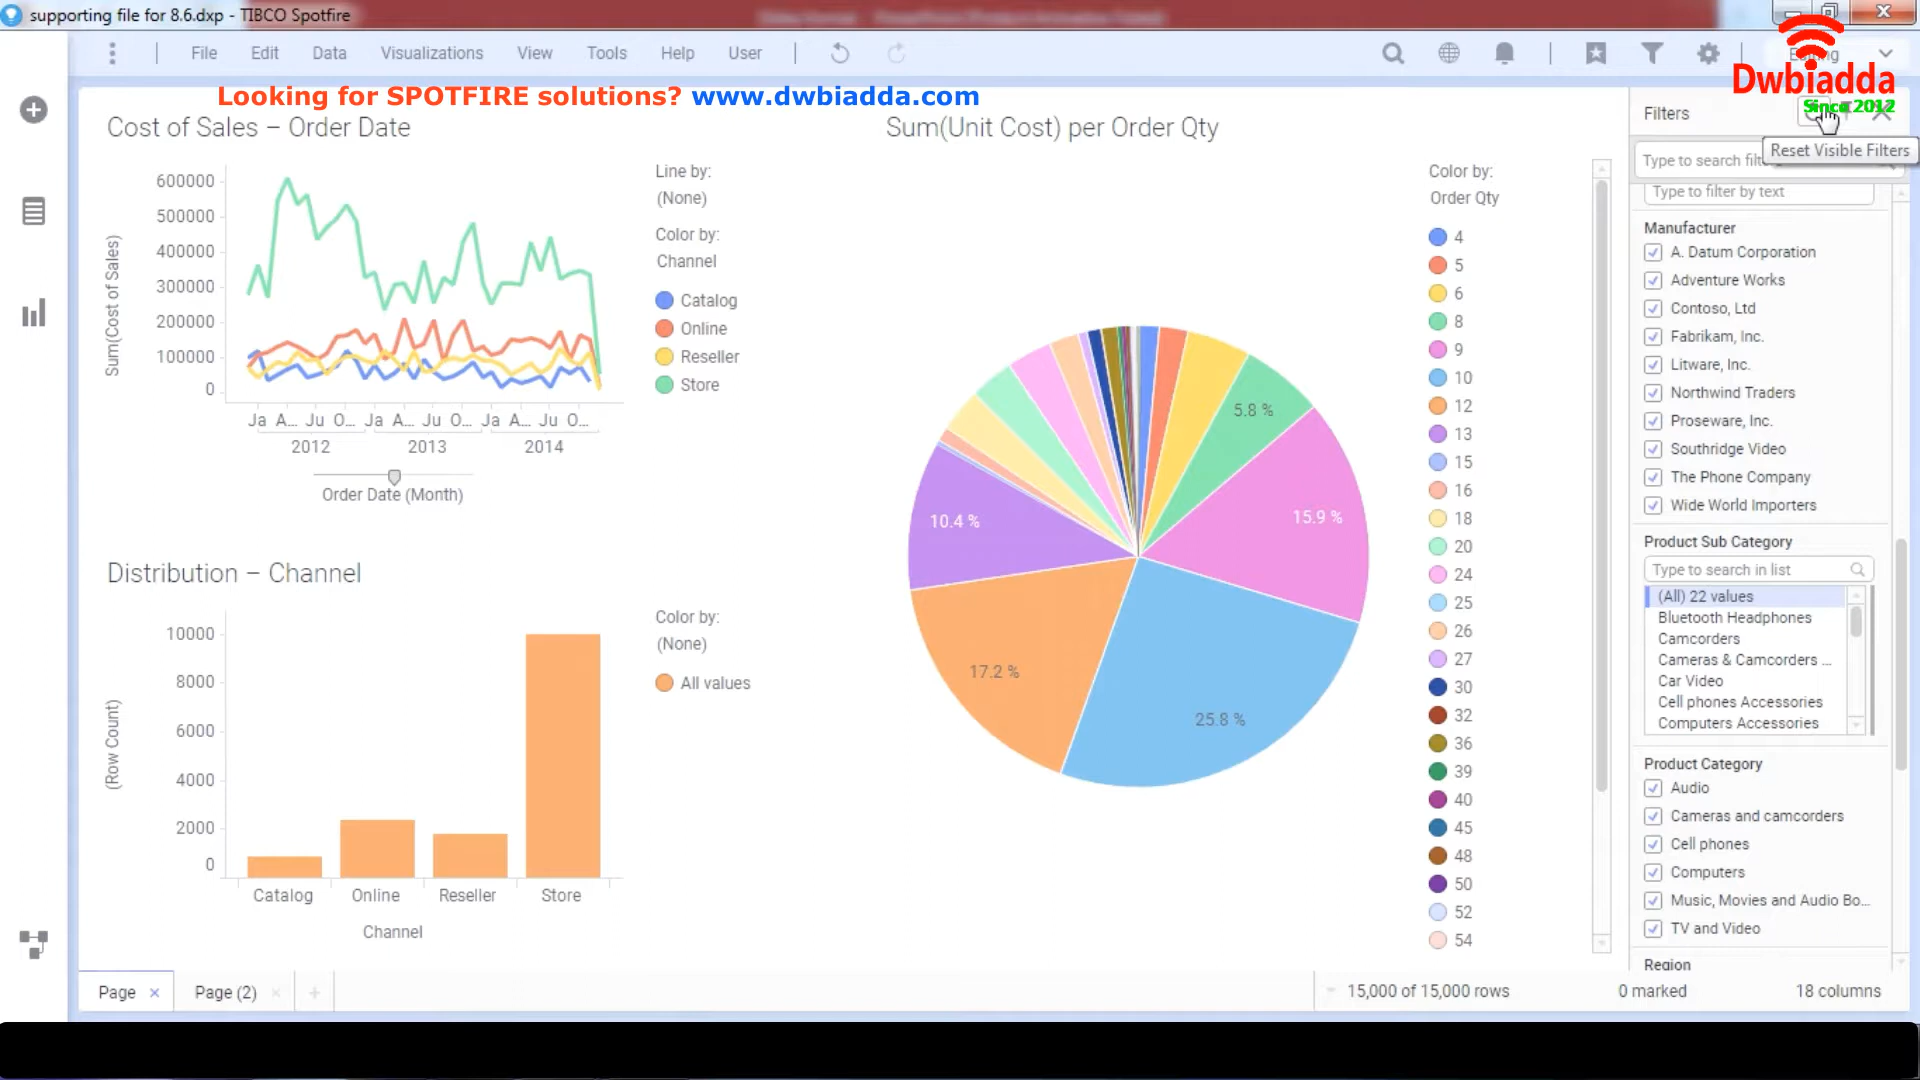 supporting file for 8.6.dxp - TIBCO Spotfire
File Edit Data Visualizations View Tools Help User
Dwbiadda
Since 2012
Looking for SPOTFIRE solutions? www.dwbiadda.com
Cost of Sales – Order Date
Sum(Cost of Sales)
600000
500000
400000
300000
200000
100000
0
Ja A... Ju O... Ja A... Ju O... Ja A... Ju O...
2012 2013 2014
Order Date (Month)
Line by:
(None)
Color by:
Channel
Catalog
Online
Reseller
Store
Distribution – Channel
(Row Count)
10000
8000
6000
4000
2000
0
Catalog Online Reseller Store
Channel
Color by:
(None)
All values
Sum(Unit Cost) per Order Qty
5.8 %
15.9 %
10.4 %
17.2 %
25.8 %
Color by:
Order Qty
4
5
6
8
9
10
12
13
15
16
18
20
24
25
26
27
30
32
36
39
40
45
48
50
52
54
Filters
Reset Visible Filters
Type to search
Type to filter by text
Manufacturer
A. Datum Corporation
Adventure Works
Contoso, Ltd
Fabrikam, Inc.
Litware, Inc.
Northwind Traders
Proseware, Inc.
Southridge Video
The Phone Company
Wide World Importers
Product Sub Category
Type to search in list
(All) 22 values
Bluetooth Headphones
Camcorders
Cameras & Camcorders ...
Car Video
Cell phones Accessories
Computers Accessories
Product Category
Audio
Cameras and camcorders
Cell phones
Computers
Music, Movies and Audio Bo...
TV and Video
Region
Page Page (2)
15,000 of 15,000 rows 0 marked 18 columns